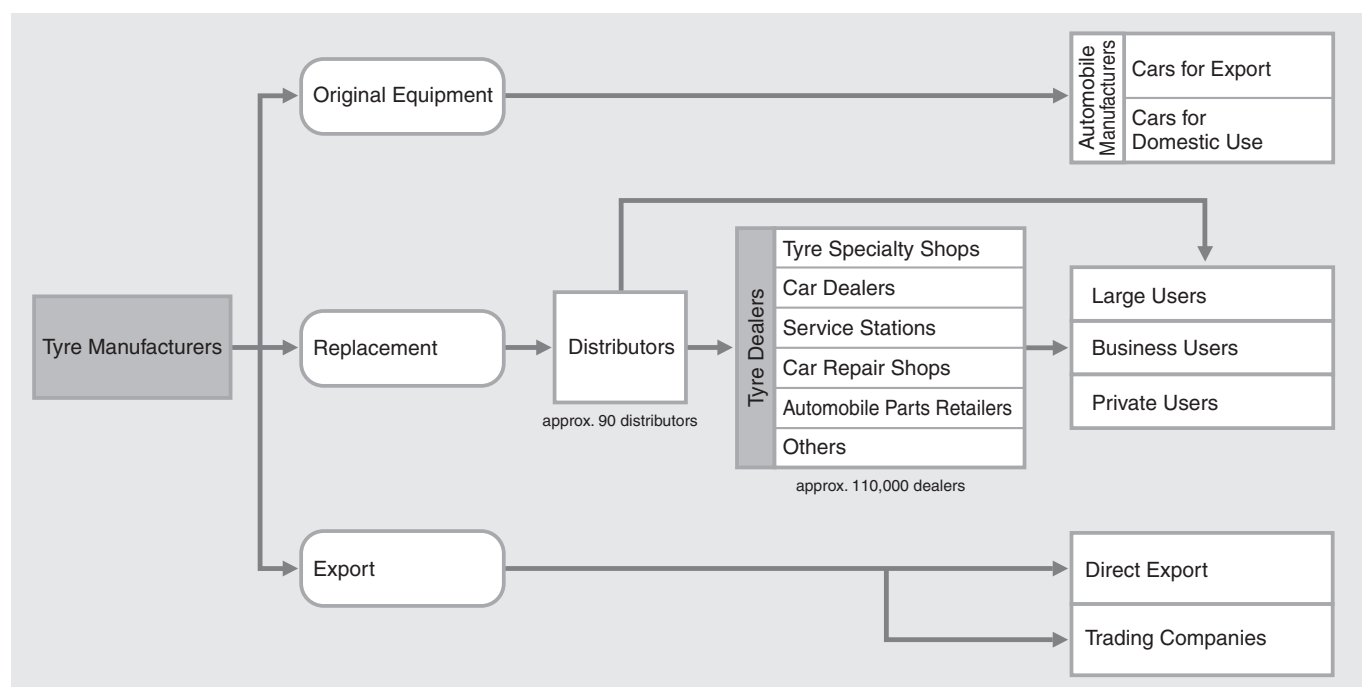 Original Equipment
Automobile
Manufacturers
Cars for Export
Cars for
Domestic Use
Tyre Manufacturers
Replacement
Distributors
approx. 90 distributors
Tyre Dealers
Tyre Specialty Shops
Car Dealers
Service Stations
Car Repair Shops
Automobile Parts Retailers
Others
approx. 110,000 dealers
Large Users
Business Users
Private Users
Export
Direct Export
Trading Companies